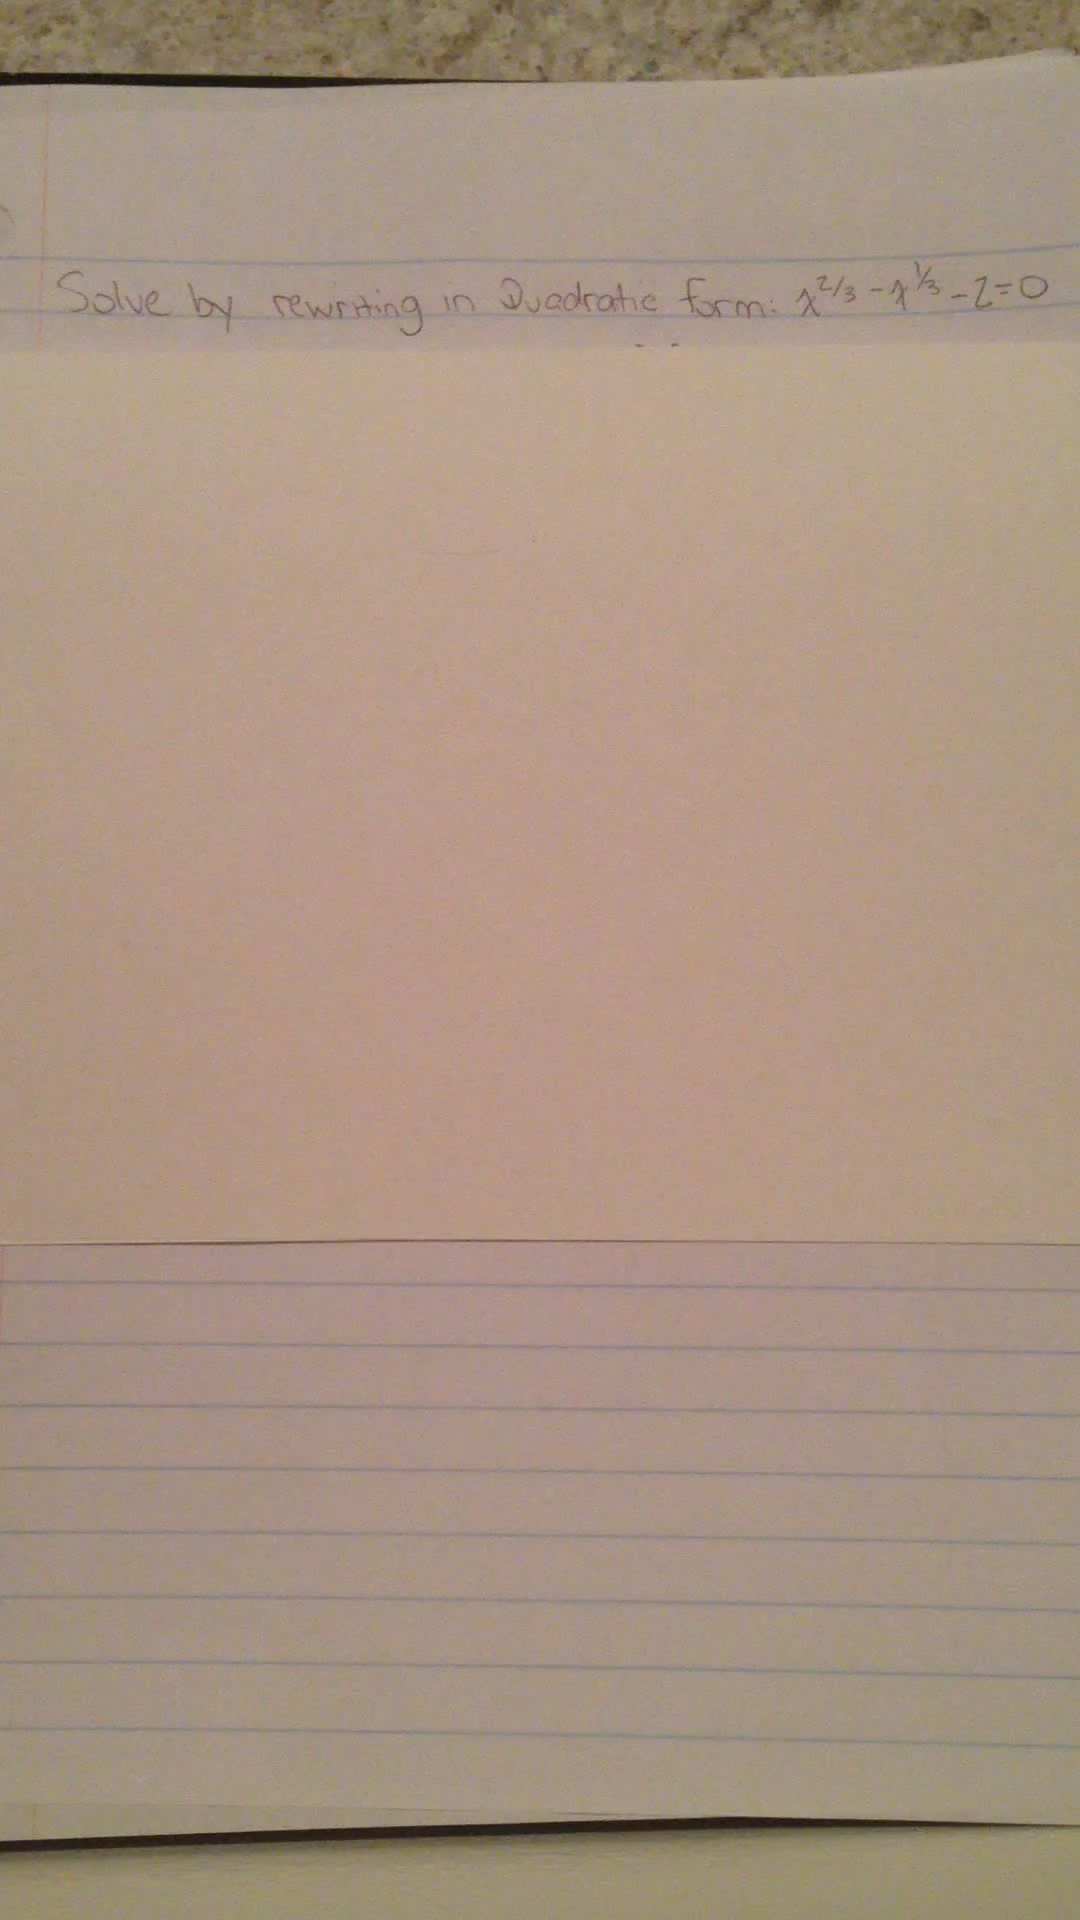 Solve by rewriting in Quadratic form: x^2/3 - x^1/3 - 2 = 0